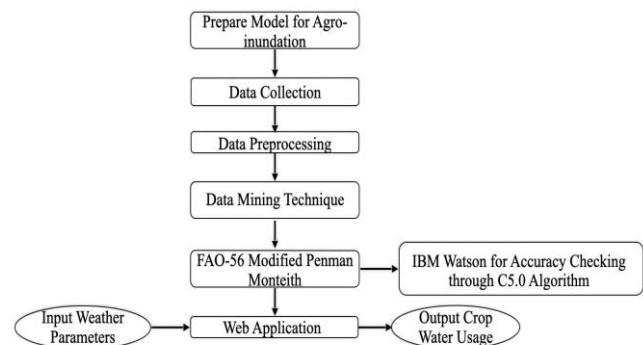 Prepare Model for Agro-
inundation
Data Collection
Data Preprocessing
Data Mining Technique
FAO-56 Modified Penman
Monteith
IBM Watson for Accuracy Checking
through C5.0 Algorithm
Input Weather
Parameters
Web Application
Output Crop
Water Usage